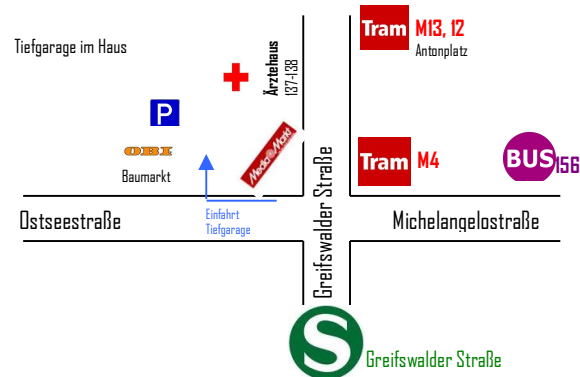 Tram M13, 12
Antonplatz
Tiefgarage im Haus
Ärztehaus
137-138
P
OBI
Baumarkt
Media Markt
Tram M4
BUS 156
Ostseestraße
Einfahrt
Tiefgarage
Greifswalder Straße
Michelangelostraße
S
Greifswalder Straße